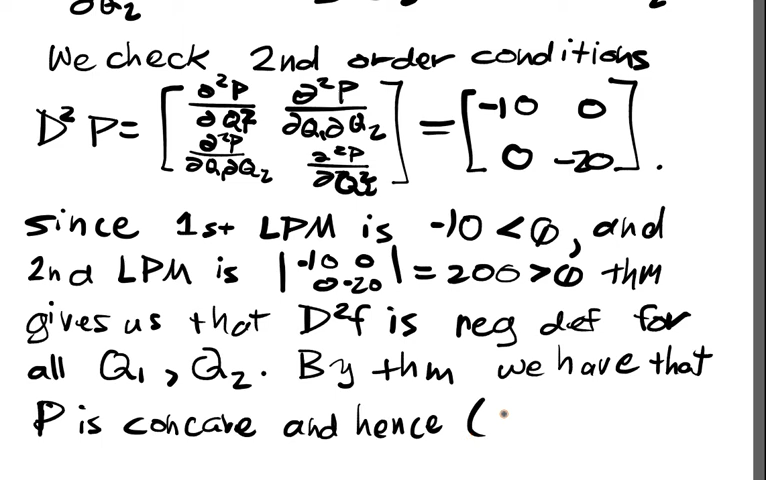 ∂Q₂
We check 2nd order conditions
D² P = [ ∂²P/∂Q₁² ∂²P/∂Q₁∂Q₂ ; ∂²P/∂Q₁∂Q₂ ∂²P/∂Q₂² ] = [ -10 0 ; 0 -20 ] .
since 1st LPM is -10 < 0, and
2nd LPM is | -10 0 ; 0 -20 | = 200 > 0 thm
gives us that D²f is neg def for
all Q₁, Q₂. By thm we have that
P is concave and hence (